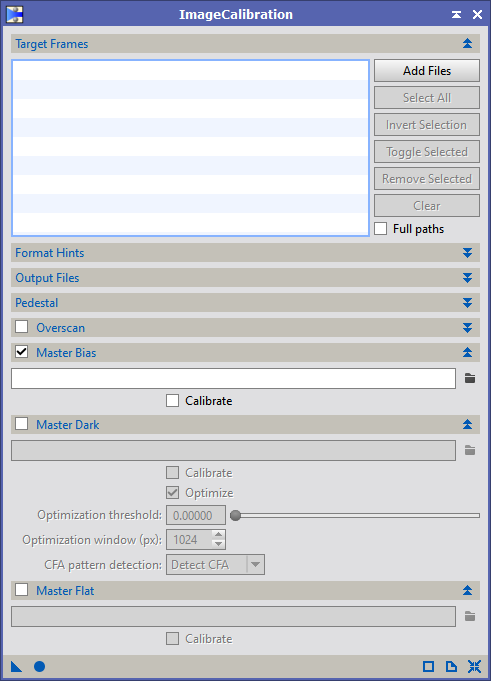 ImageCalibration
Target Frames
Add Files
Select All
Invert Selection
Toggle Selected
Remove Selected
Clear
Full paths
Format Hints
Output Files
Pedestal
Overscan
Master Bias
Calibrate
Master Dark
Calibrate
Optimize
Optimization threshold: 0.00000
Optimization window (px): 1024
CFA pattern detection: Detect CFA
Master Flat
Calibrate